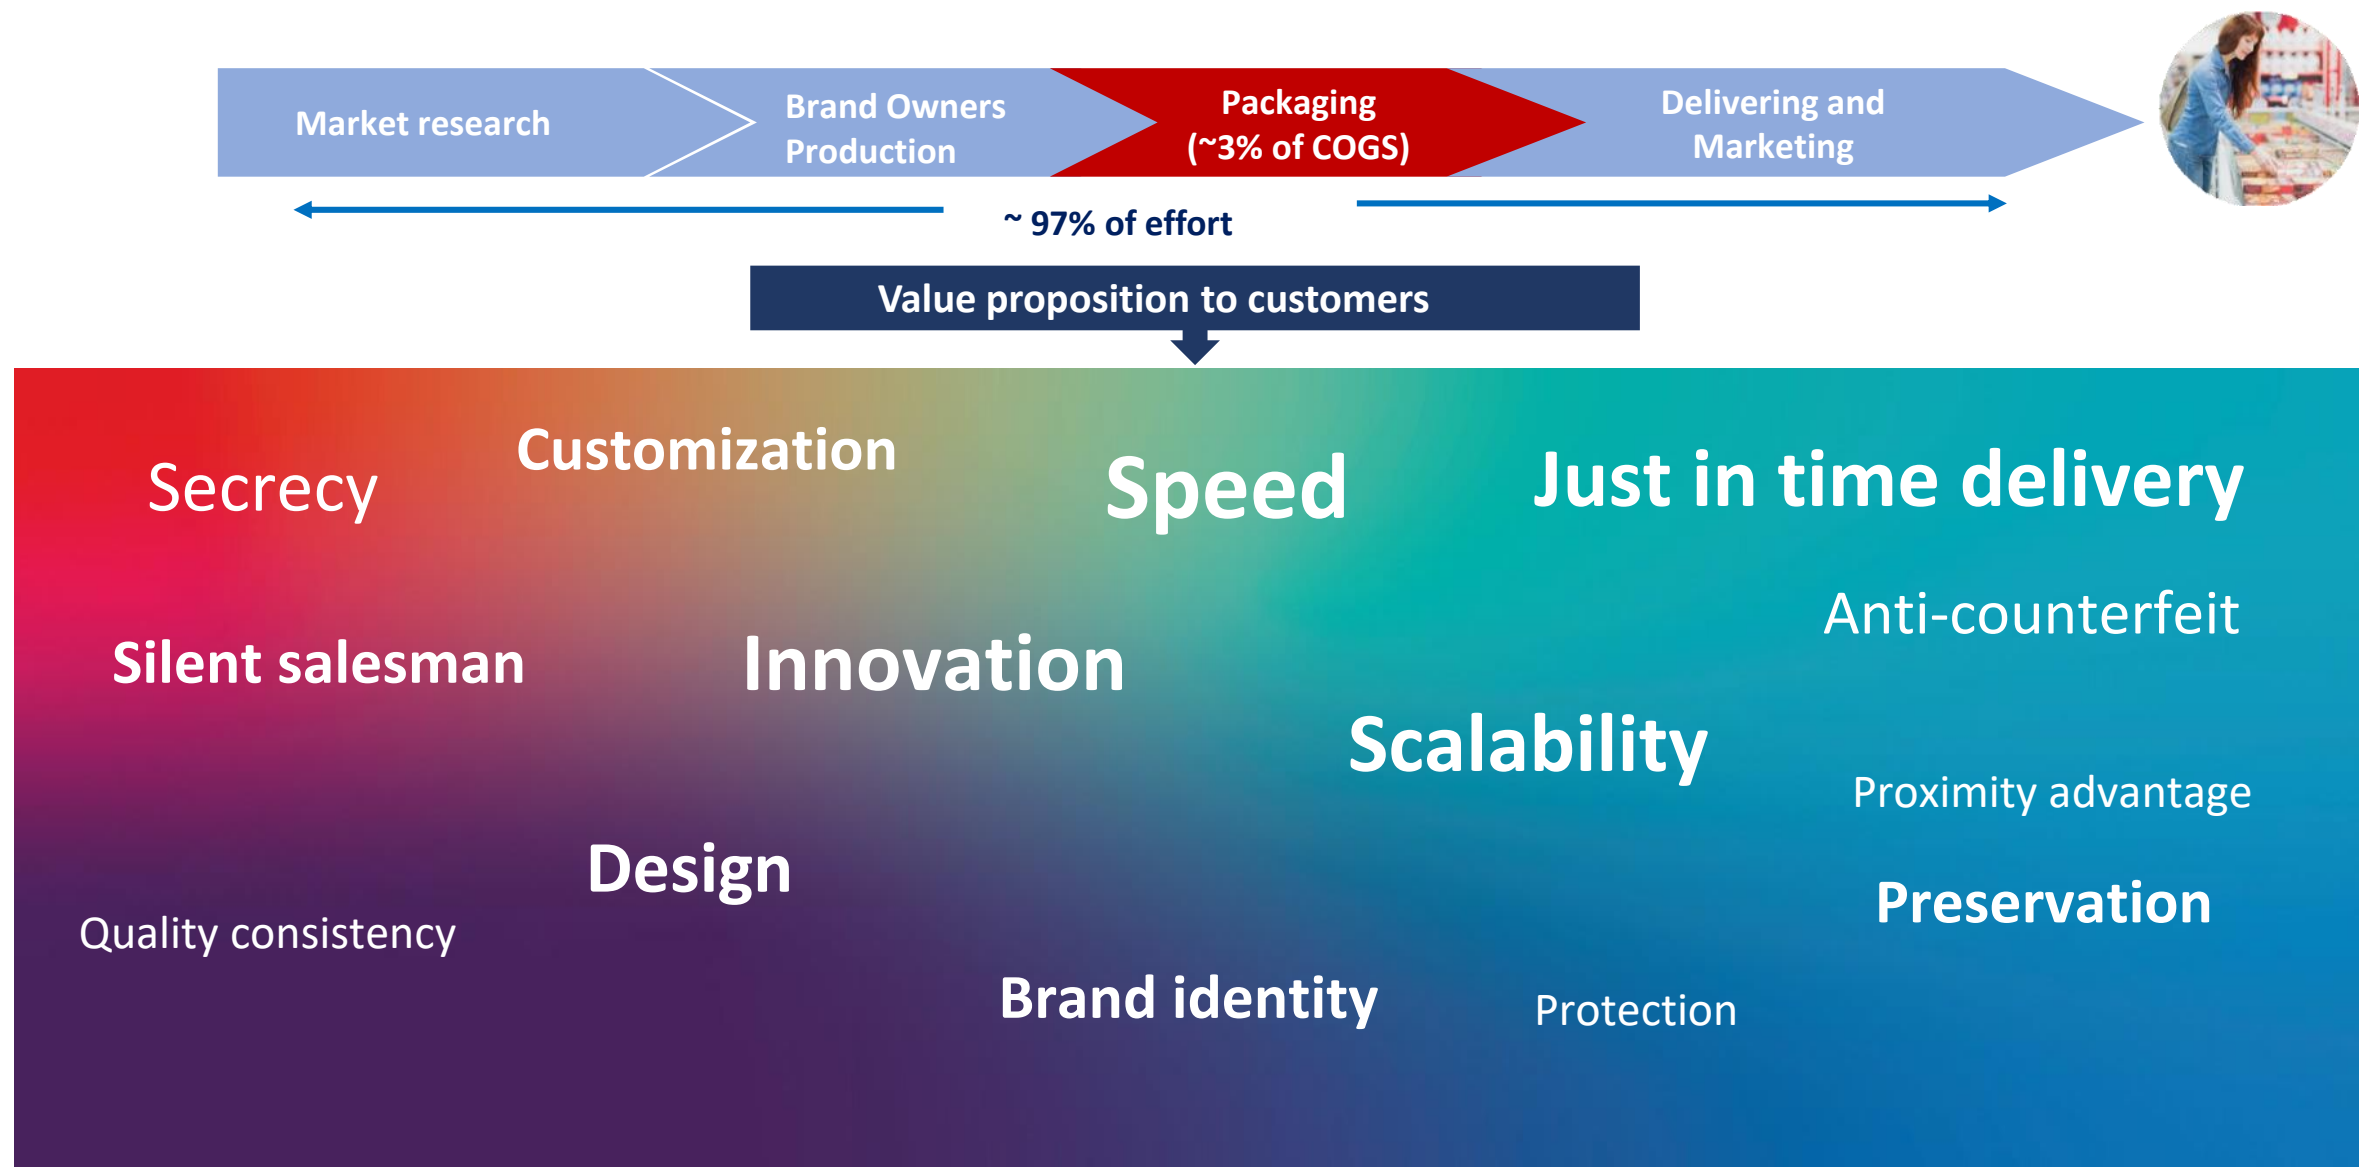 Market research
Brand Owners
Production
Packaging
(~3% of COGS)
Delivering and
Marketing
~ 97% of effort
Value proposition to customers
Secrecy
Customization
Speed
Just in time delivery
Anti-counterfeit
Silent salesman
Innovation
Scalability
Proximity advantage
Design
Preservation
Quality consistency
Brand identity
Protection